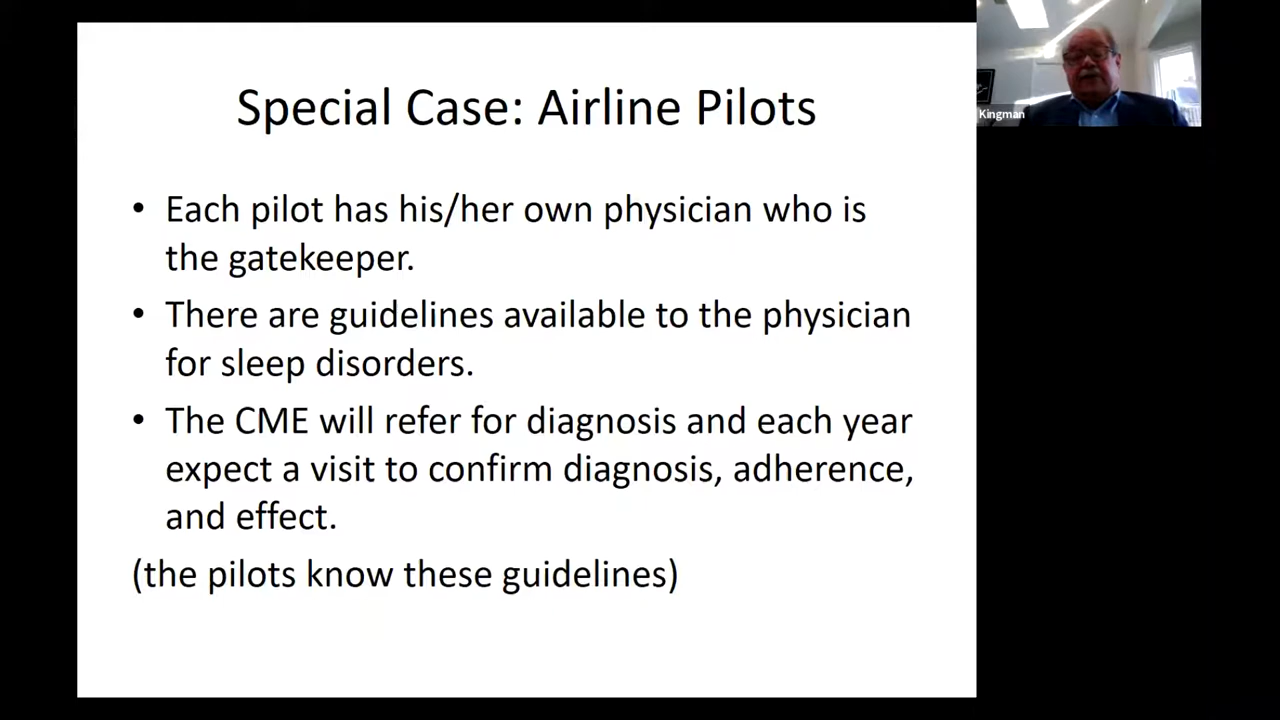 Special Case: Airline Pilots
• Each pilot has his/her own physician who is
the gatekeeper.
• There are guidelines available to the physician
for sleep disorders.
• The CME will refer for diagnosis and each year
expect a visit to confirm diagnosis, adherence,
and effect.
(the pilots know these guidelines)
Kingman